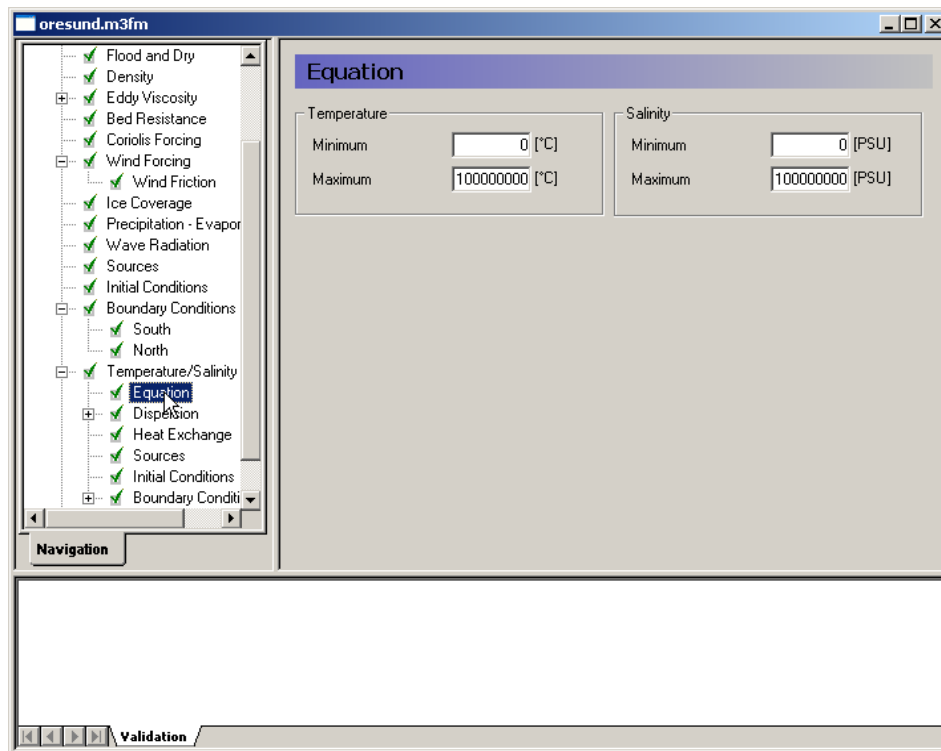 oresund.m3fm
Flood and Dry
Density
Eddy Viscosity
Bed Resistance
Coriolis Forcing
Wind Forcing
Wind Friction
Ice Coverage
Precipitation - Evapor
Wave Radiation
Sources
Initial Conditions
Boundary Conditions
South
North
Temperature/Salinity
Equation
Dispersion
Heat Exchange
Sources
Initial Conditions
Boundary Conditi
Navigation
Equation
Temperature
Minimum 0 [°C]
Maximum 100000000 [°C]
Salinity
Minimum 0 [PSU]
Maximum 100000000 [PSU]
Validation